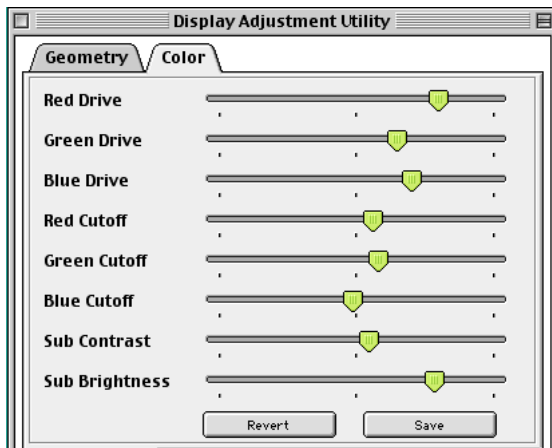 Display Adjustment Utility
Geometry Color
Red Drive
Green Drive
Blue Drive
Red Cutoff
Green Cutoff
Blue Cutoff
Sub Contrast
Sub Brightness
Revert Save